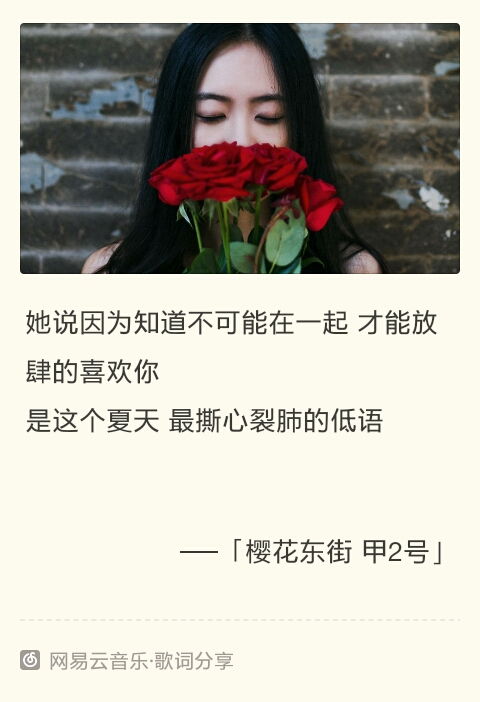 她说因为知道不可能在一起 才能放
肆的喜欢你
是这个夏天 最撕心裂肺的低语
——「樱花东街 甲2号」
网易云音乐·歌词分享